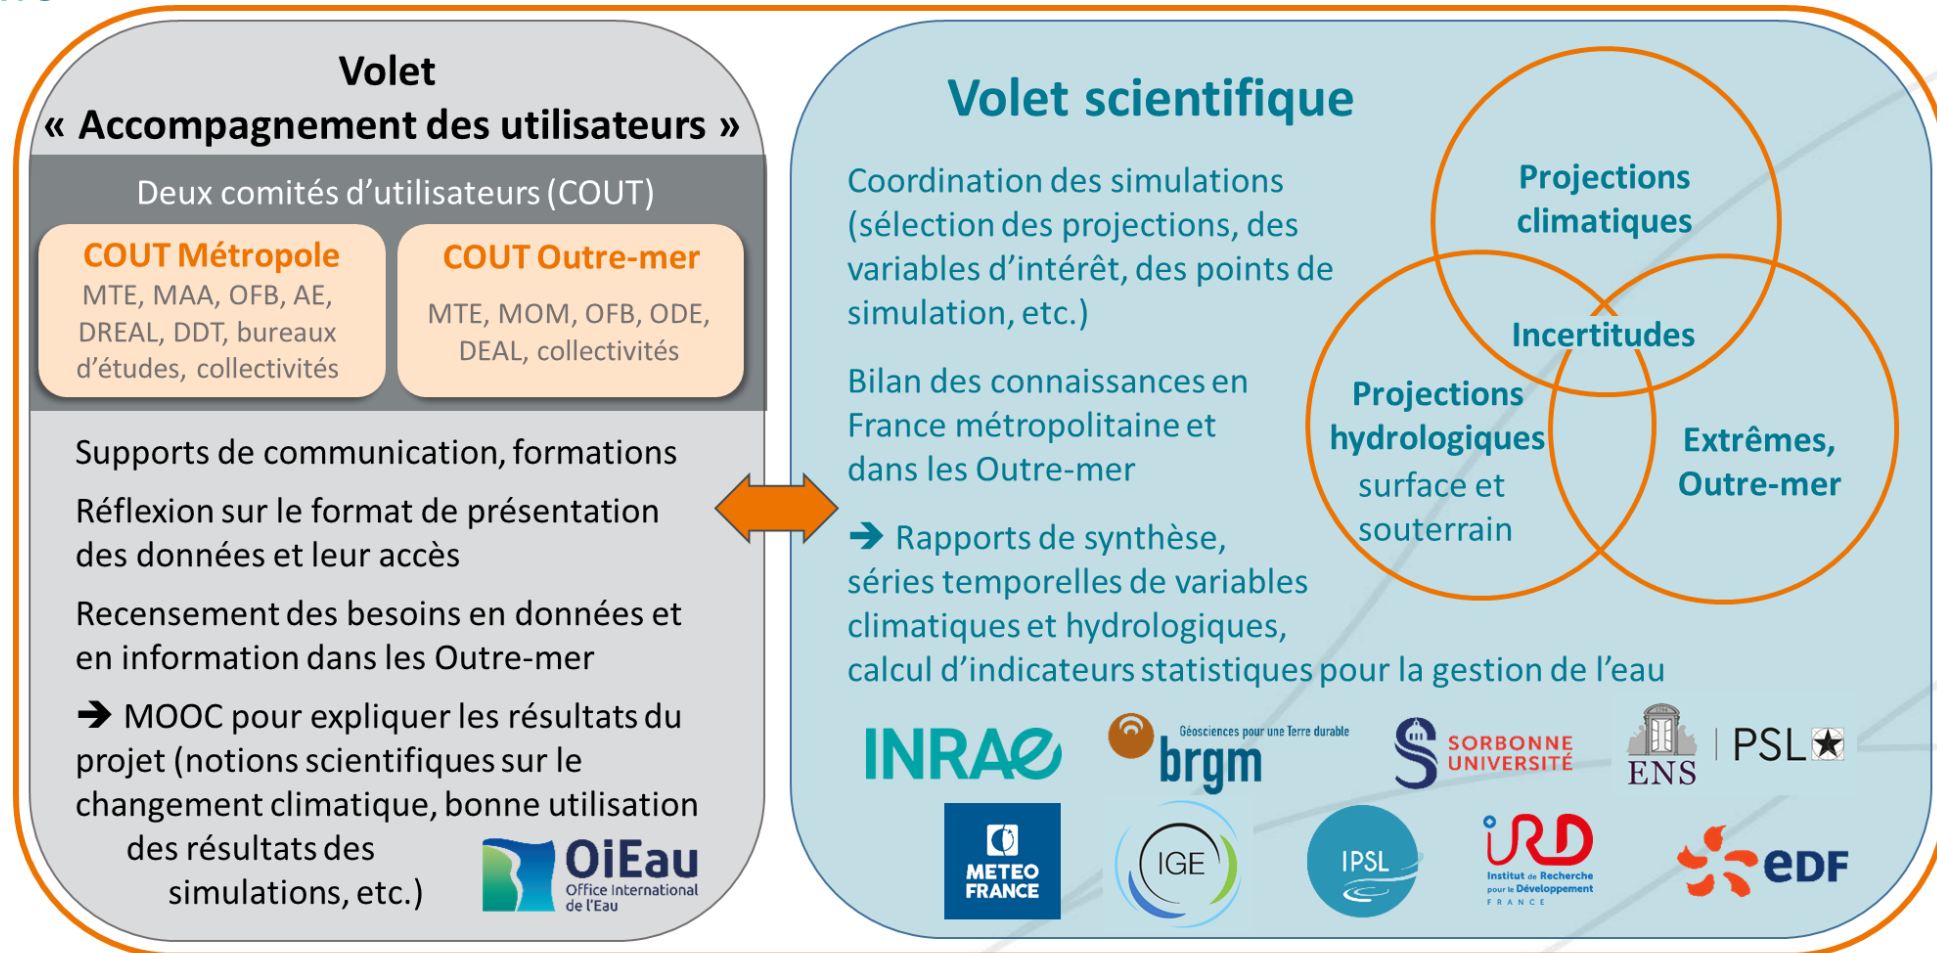 Volet
« Accompagnement des utilisateurs »
Deux comités d’utilisateurs (COUT)
COUT Métropole
MTE, MAA, OFB, AE,
DREAL, DDT, bureaux
d’études, collectivités
COUT Outre-mer
MTE, MOM, OFB, ODE,
DEAL, collectivités
Supports de communication, formations
Réflexion sur le format de présentation
des données et leur accès
Recensement des besoins en données et
en information dans les Outre-mer
➔ MOOC pour expliquer les résultats du
projet (notions scientifiques sur le
changement climatique, bonne utilisation
des résultats des
simulations, etc.)
OiEau
Office International
de l’Eau
Volet scientifique
Coordination des simulations
(sélection des projections, des
variables d’intérêt, des points de
simulation, etc.)
Bilan des connaissances en
France métropolitaine et
dans les Outre-mer
➔ Rapports de synthèse,
séries temporelles de variables
climatiques et hydrologiques,
calcul d’indicateurs statistiques pour la gestion de l’eau
Projections
climatiques
Incertitudes
Projections
hydrologiques
surface et
souterrain
Extrêmes,
Outre-mer
INRAE
Géosciences pour une Terre durable
brgm
SORBONNE
UNIVERSITÉ
ENS
PSL
METEO
FRANCE
IGE
IPSL
IRD
Institut de Recherche
pour le Développement
FRANCE
eDF